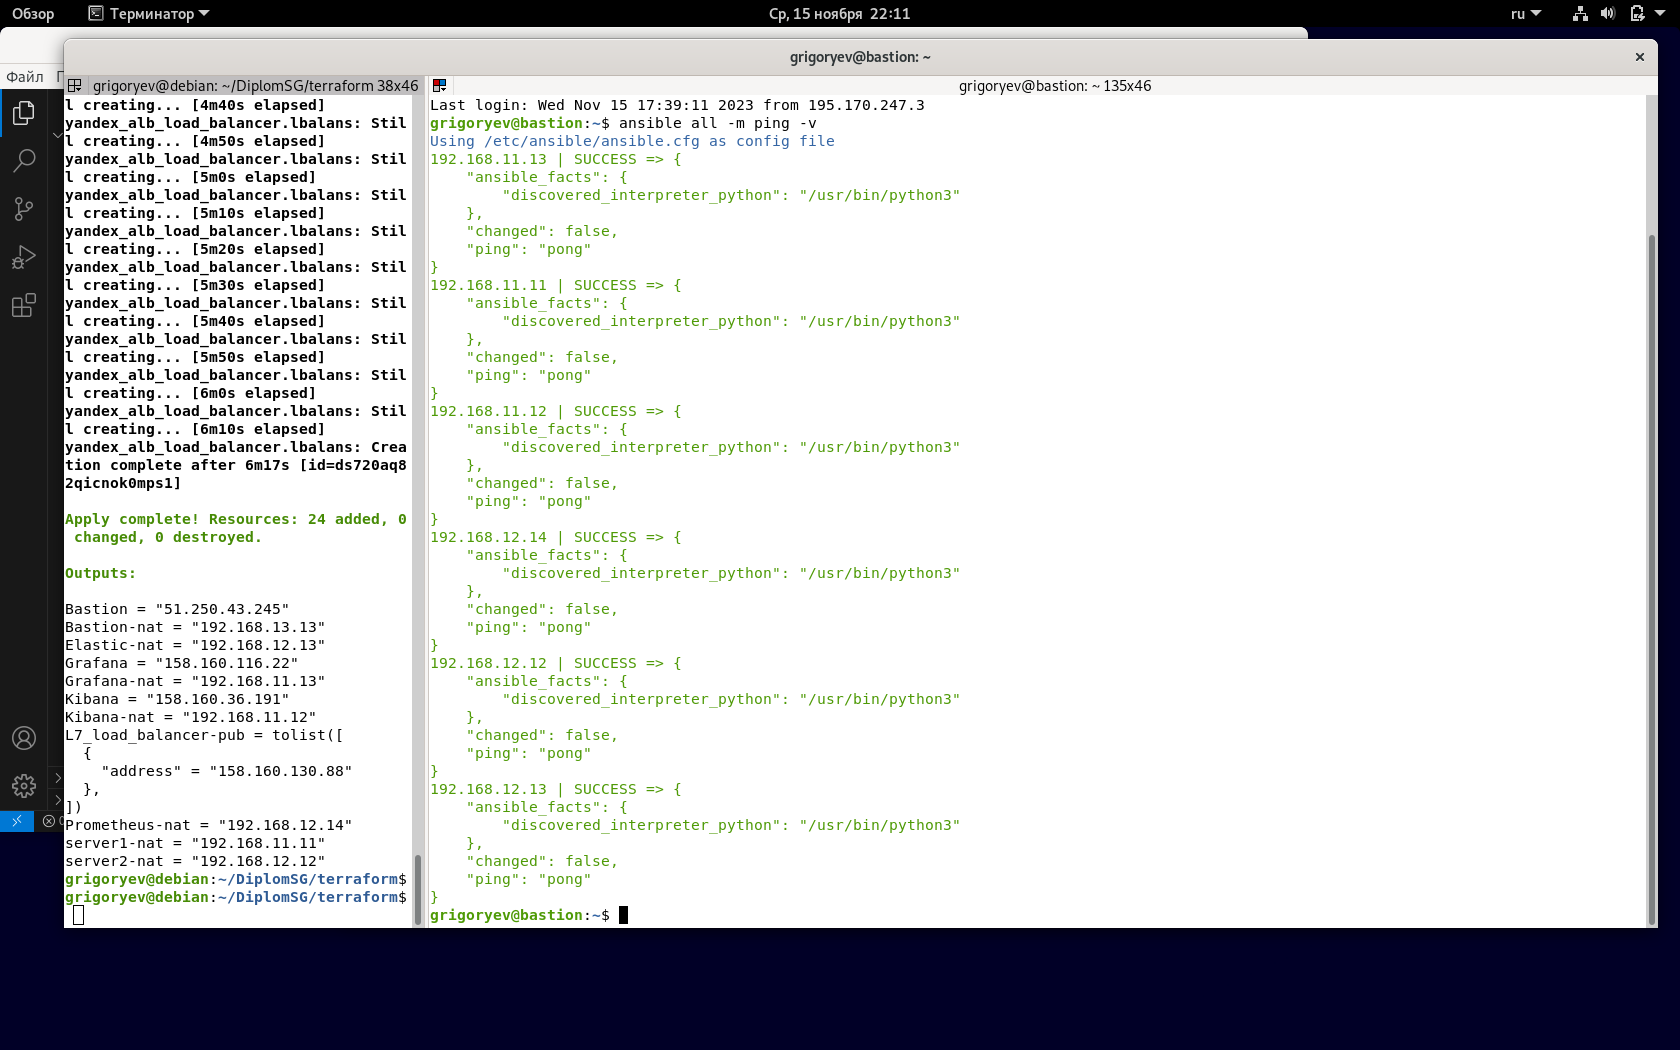 Обзор
Терминатор
Ср, 15 ноября 22:11
ru
grigoryev@bastion: ~
Файл
grigoryev@debian: ~/DiplomSG/terraform 38x46
l creating... [4m40s elapsed]
yandex_alb_load_balancer.lbalans: Stil
l creating... [4m50s elapsed]
yandex_alb_load_balancer.lbalans: Stil
l creating... [5m0s elapsed]
yandex_alb_load_balancer.lbalans: Stil
l creating... [5m10s elapsed]
yandex_alb_load_balancer.lbalans: Stil
l creating... [5m20s elapsed]
yandex_alb_load_balancer.lbalans: Stil
l creating... [5m30s elapsed]
yandex_alb_load_balancer.lbalans: Stil
l creating... [5m40s elapsed]
yandex_alb_load_balancer.lbalans: Stil
l creating... [5m50s elapsed]
yandex_alb_load_balancer.lbalans: Stil
l creating... [6m0s elapsed]
yandex_alb_load_balancer.lbalans: Stil
l creating... [6m10s elapsed]
yandex_alb_load_balancer.lbalans: Crea
tion complete after 6m17s [id=ds720aq8
2qicnok0mps1]
Apply complete! Resources: 24 added, 0
 changed, 0 destroyed.
Outputs:
Bastion = "51.250.43.245"
Bastion-nat = "192.168.13.13"
Elastic-nat = "192.168.12.13"
Grafana = "158.160.116.22"
Grafana-nat = "192.168.11.13"
Kibana = "158.160.36.191"
Kibana-nat = "192.168.11.12"
L7_load_balancer-pub = tolist([
  {
    "address" = "158.160.130.88"
  },
])
Prometheus-nat = "192.168.12.14"
server1-nat = "192.168.11.11"
server2-nat = "192.168.12.12"
grigoryev@debian:~/DiplomSG/terraform$
grigoryev@debian:~/DiplomSG/terraform$
grigoryev@bastion: ~ 135x46
Last login: Wed Nov 15 17:39:11 2023 from 195.170.247.3
grigoryev@bastion:~$ ansible all -m ping -v
Using /etc/ansible/ansible.cfg as config file
192.168.11.13 | SUCCESS => {
    "ansible_facts": {
        "discovered_interpreter_python": "/usr/bin/python3"
    },
    "changed": false,
    "ping": "pong"
}
192.168.11.11 | SUCCESS => {
    "ansible_facts": {
        "discovered_interpreter_python": "/usr/bin/python3"
    },
    "changed": false,
    "ping": "pong"
}
192.168.11.12 | SUCCESS => {
    "ansible_facts": {
        "discovered_interpreter_python": "/usr/bin/python3"
    },
    "changed": false,
    "ping": "pong"
}
192.168.12.14 | SUCCESS => {
    "ansible_facts": {
        "discovered_interpreter_python": "/usr/bin/python3"
    },
    "changed": false,
    "ping": "pong"
}
192.168.12.12 | SUCCESS => {
    "ansible_facts": {
        "discovered_interpreter_python": "/usr/bin/python3"
    },
    "changed": false,
    "ping": "pong"
}
192.168.12.13 | SUCCESS => {
    "ansible_facts": {
        "discovered_interpreter_python": "/usr/bin/python3"
    },
    "changed": false,
    "ping": "pong"
}
grigoryev@bastion:~$